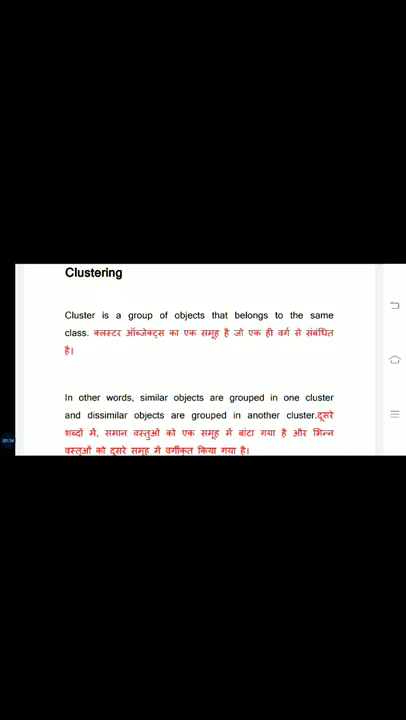 Clustering
Cluster is a group of objects that belongs to the same
class. क्लस्टर ऑब्जेक्ट्स का एक समूह है जो एक ही वर्ग से संबंधित
है।
In other words, similar objects are grouped in one cluster
and dissimilar objects are grouped in another cluster.दूसरे
शब्दों में, समान वस्तुओं को एक समूह में बांटा गया है और भिन्न
वस्तुओं को दूसरे समूह में वर्गीकृत किया गया है।